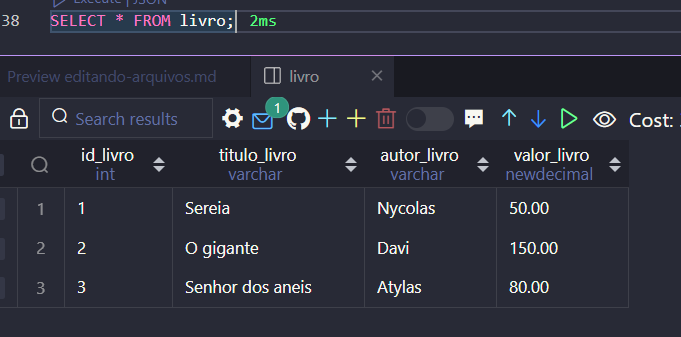 Execute | JSON
38 SELECT * FROM livro; 2ms
Preview editando-arquivos.md livro
Search results 1 Cost:
id_livro titulo_livro autor_livro valor_livro
int varchar varchar newdecimal
1 1 Sereia Nycolas 50.00
2 2 O gigante Davi 150.00
3 3 Senhor dos aneis Atylas 80.00